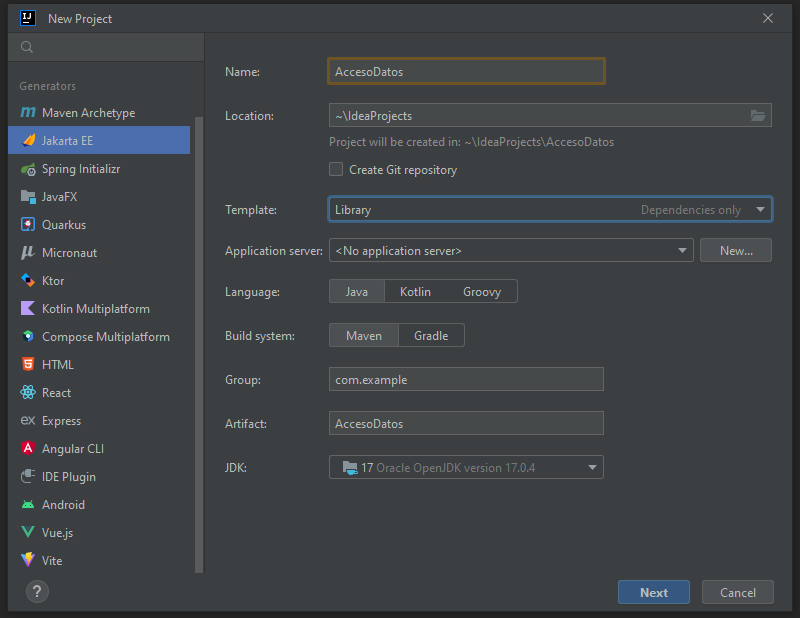 New Project
Generators
Maven Archetype
Jakarta EE
Spring Initializr
JavaFX
Quarkus
Micronaut
Ktor
Kotlin Multiplatform
Compose Multiplatform
HTML
React
ex Express
Angular CLI
IDE Plugin
Android
Vue.js
Vite
?
Name: AccesoDatos
Location: ~\IdeaProjects
Project will be created in: ~\IdeaProjects\AccesoDatos
Create Git repository
Template: Library Dependencies only
Application server: <No application server> New...
Language: Java Kotlin Groovy
Build system: Maven Gradle
Group: com.example
Artifact: AccesoDatos
JDK: 17 Oracle OpenJDK version 17.0.4
Next Cancel